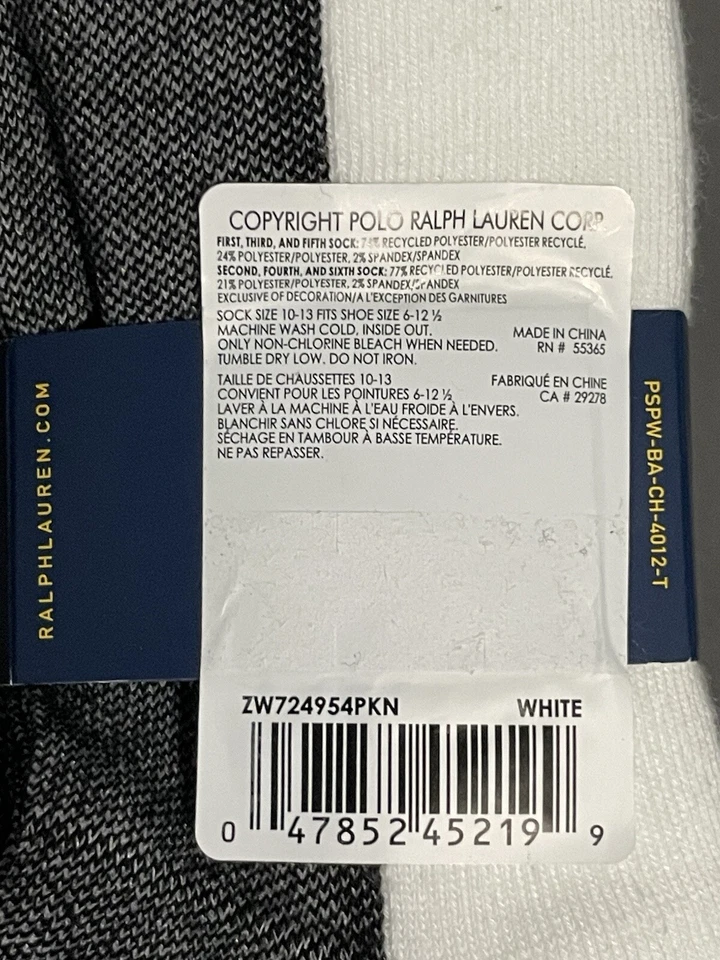 COPYRIGHT POLO RALPH LAUREN CORP.
FIRST, THIRD, AND FIFTH SOCK: RECYCLED POLYESTER/POLYESTER RECYCLÉ,
24% POLYESTER/POLYESTER, 2% SPANDEX/SPANDEX
SECOND, FOURTH, AND SIXTH SOCK: 77% RECYCLED POLYESTER/POLYESTER RECYCLÉ,
21% POLYESTER/POLYESTER, 2% SPANDEX/SPANDEX
EXCLUSIVE OF DECORATION/A L'EXCEPTION DES GARNITURES
SOCK SIZE 10-13 FITS SHOE SIZE 6-12 ½
MACHINE WASH COLD, INSIDE OUT.
ONLY NON-CHLORINE BLEACH WHEN NEEDED.
TUMBLE DRY LOW. DO NOT IRON.
MADE IN CHINA
RN # 55365
TAILLE DE CHAUSSETTES 10-13
CONVIENT POUR LES POINTURES 6-12 ½
LAVER À LA MACHINE À L'EAU FROIDE À L'ENVERS.
BLANCHIR SANS CHLORE SI NÉCESSAIRE.
SÉCHAGE EN TAMBOUR À BASSE TEMPÉRATURE.
NE PAS REPASSER.
FABRIQUÉ EN CHINE
CA # 29278
RALPHLAUREN.COM
PSPW-BA-CH-4012-T
ZW724954PKN WHITE
0 47852 45219 9